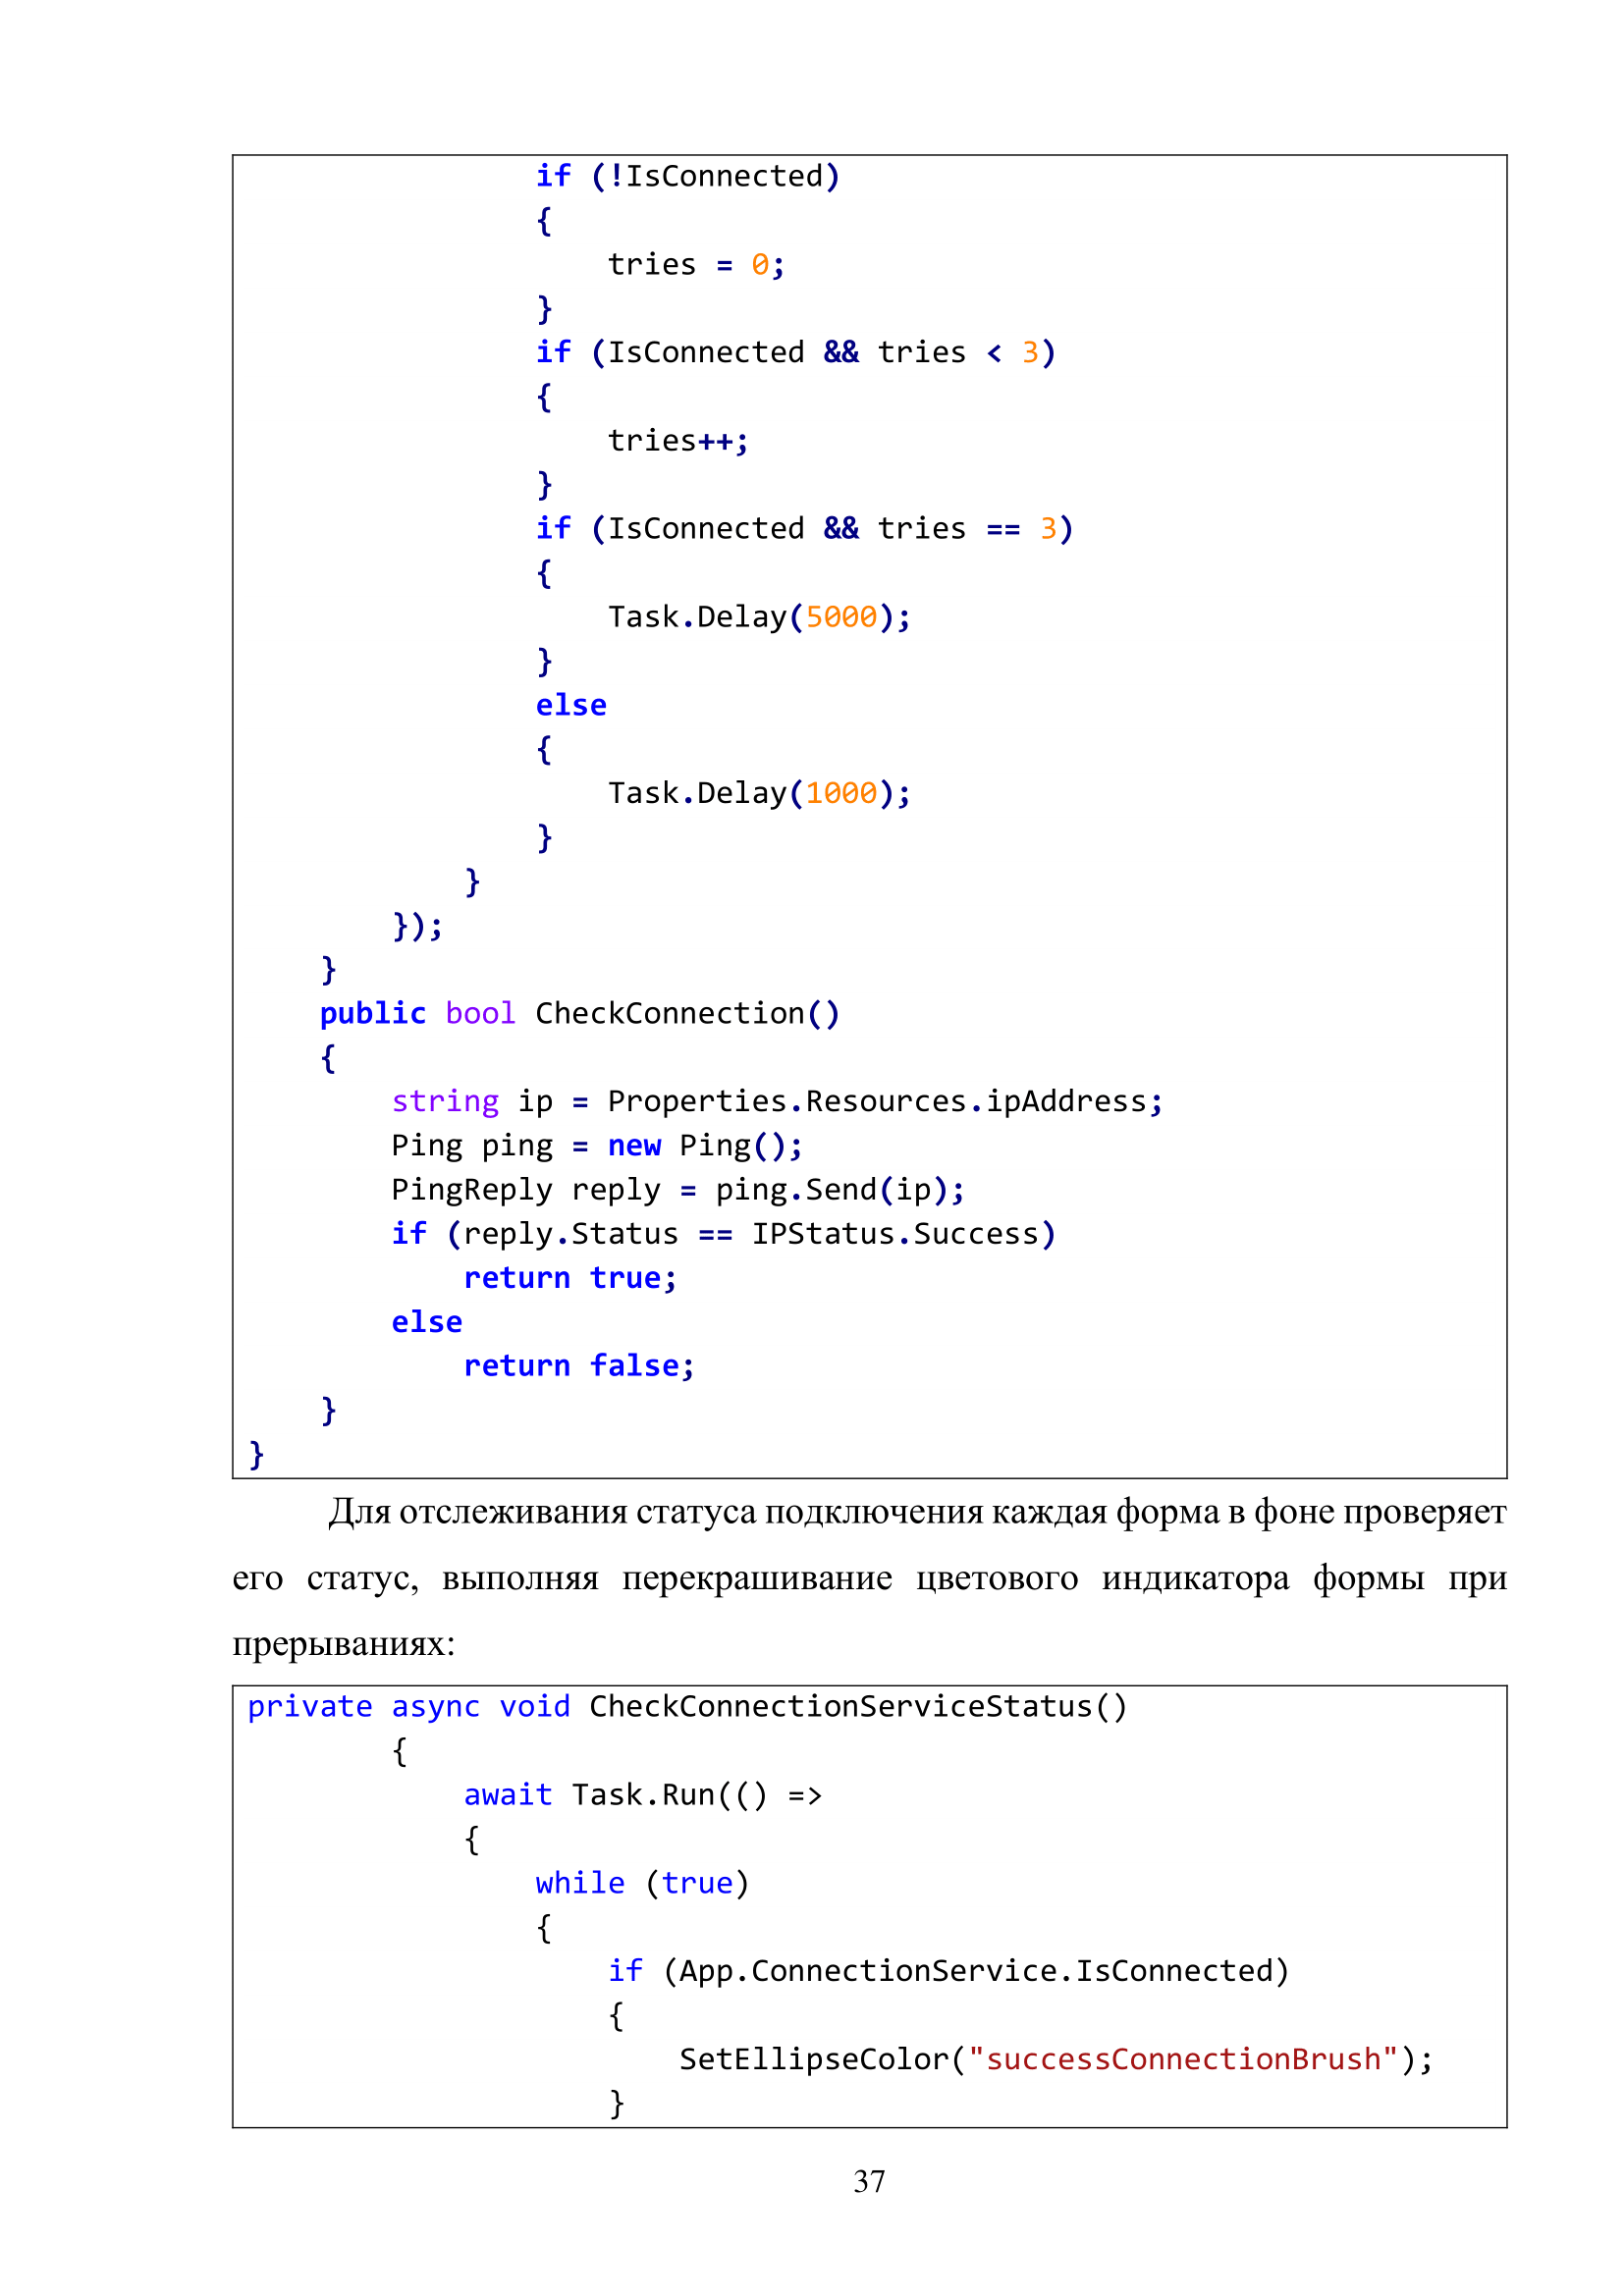 if (!IsConnected)
{
tries = 0;
}
if (IsConnected && tries < 3)
{
tries++;
}
if (IsConnected && tries == 3)
{
Task.Delay(5000);
}
else
{
Task.Delay(1000);
}
}
});
}
public bool CheckConnection()
{
string ip = Properties.Resources.ipAddress;
Ping ping = new Ping();
PingReply reply = ping.Send(ip);
if (reply.Status == IPStatus.Success)
return true;
else
return false;
}
}
Для отслеживания статуса подключения каждая форма в фоне проверяет
его статус, выполняя перекрашивание цветового индикатора формы при
прерываниях:
private async void CheckConnectionServiceStatus()
{
await Task.Run(() =>
{
while (true)
{
if (App.ConnectionService.IsConnected)
{
SetEllipseColor("successConnectionBrush");
}
37